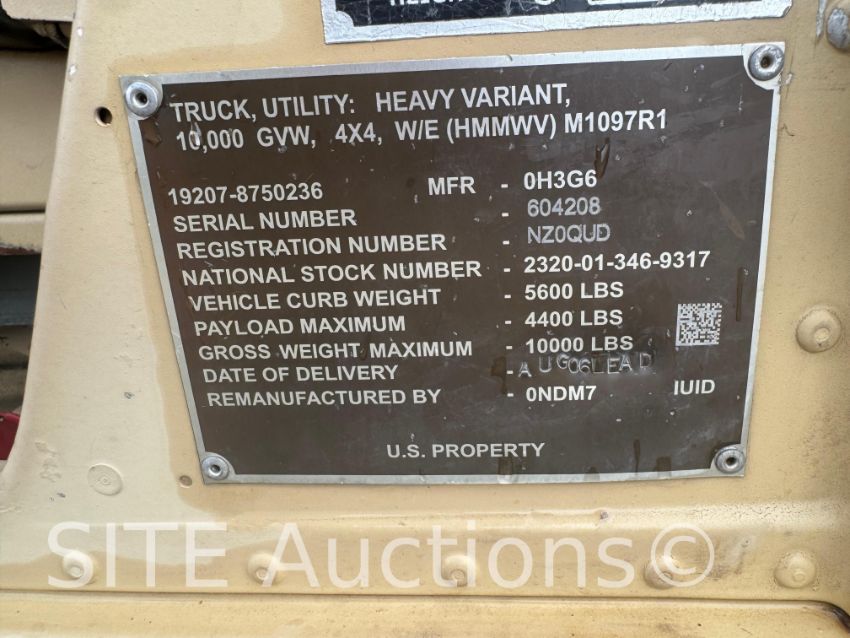 TRUCK, UTILITY: HEAVY VARIANT,
10,000 GVW, 4X4, W/E (HMMWV) M1097R1
19207-8750236 MFR - 0H3G6
SERIAL NUMBER - 604208
REGISTRATION NUMBER - NZ0QUD
NATIONAL STOCK NUMBER - 2320-01-346-9317
VEHICLE CURB WEIGHT - 5600 LBS
PAYLOAD MAXIMUM - 4400 LBS
GROSS WEIGHT MAXIMUM - 10000 LBS
DATE OF DELIVERY - AUG06LEAD
REMANUFACTURED BY - 0NDM7 IUID
U.S. PROPERTY
SITE Auctions®